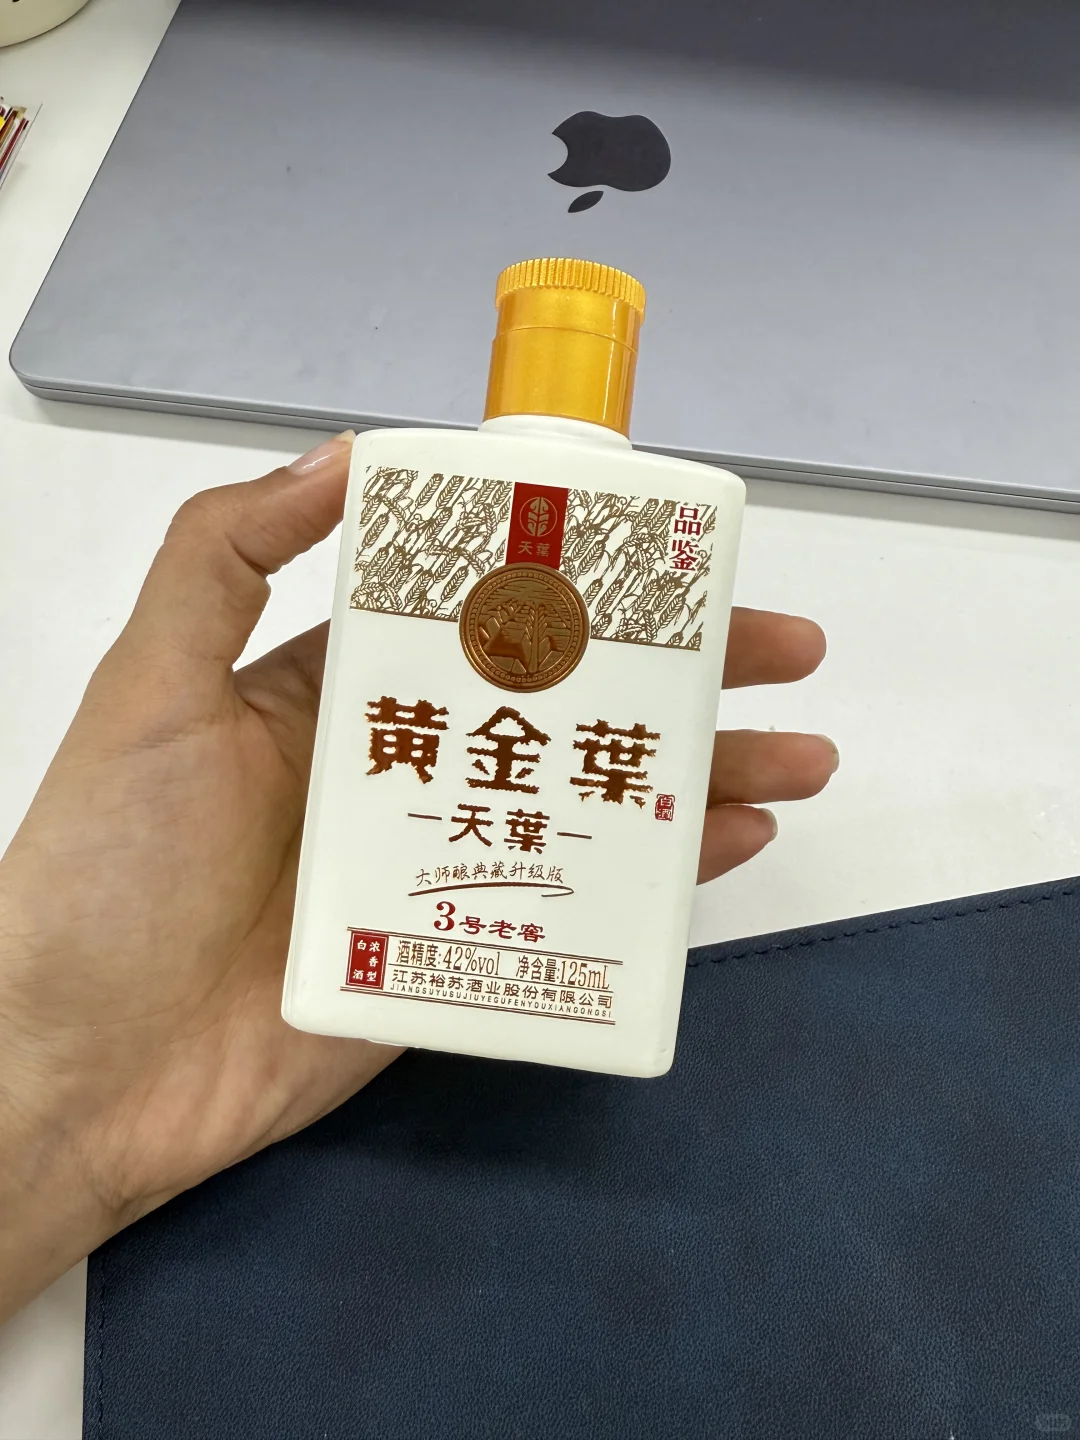 天葉
品鉴
黃金葉
白酒
天葉
大师酿典藏升级版
3号老窖
浓香型
白酒
酒精度:42%vol 净含量:125mL
江苏裕苏酒业股份有限公司
JIANGSUYUSUJIUYEGUFENYOUXIANGONGSI